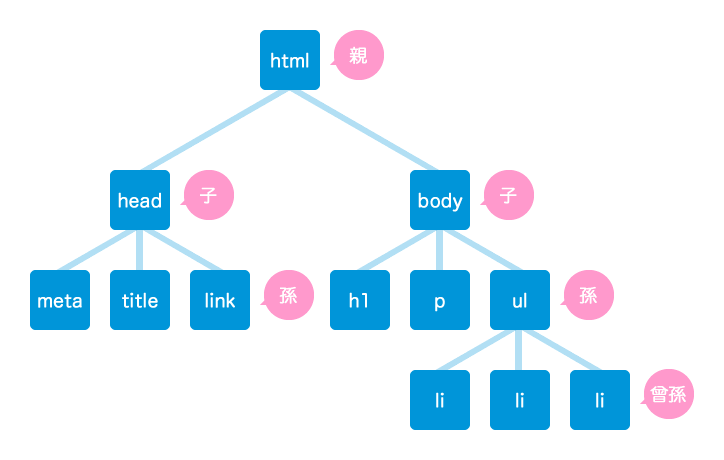 html
親
head
子
body
子
meta
title
link
孫
h1
p
ul
孫
li
li
li
曾孫